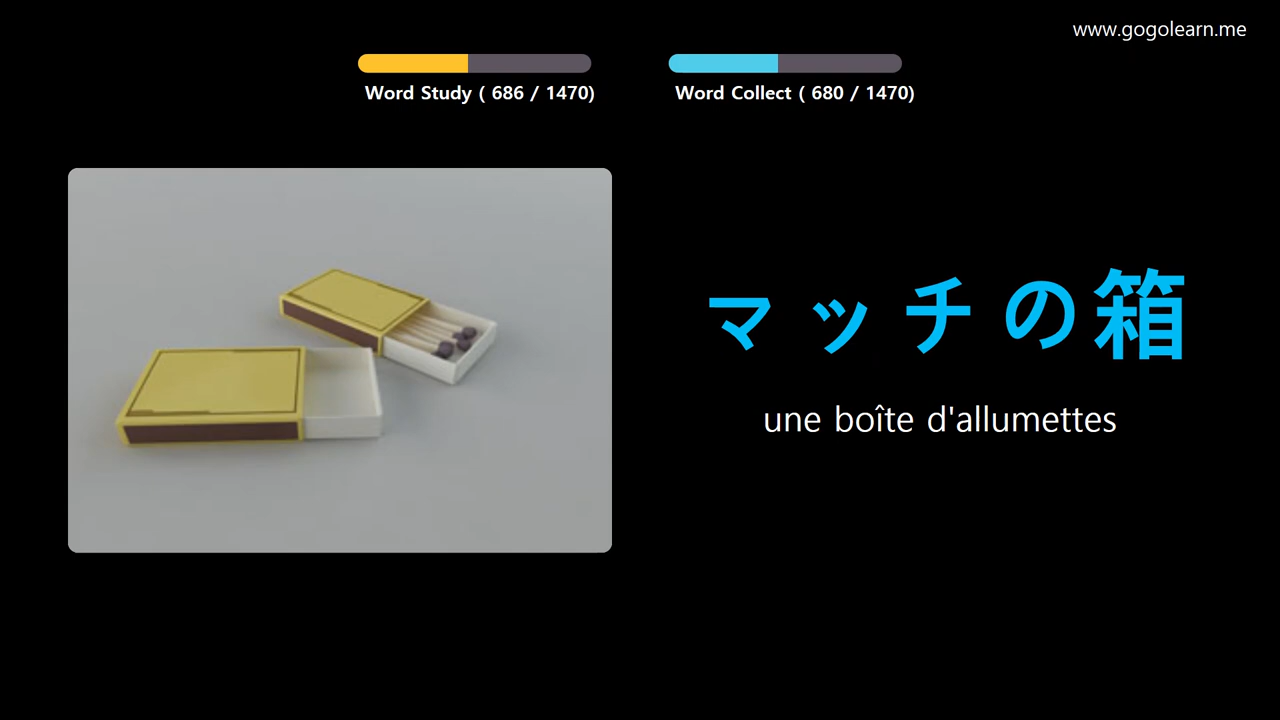 www.gogolearn.me
Word Study ( 686 / 1470)
Word Collect ( 680 / 1470)
マッチの箱
une boîte d'allumettes